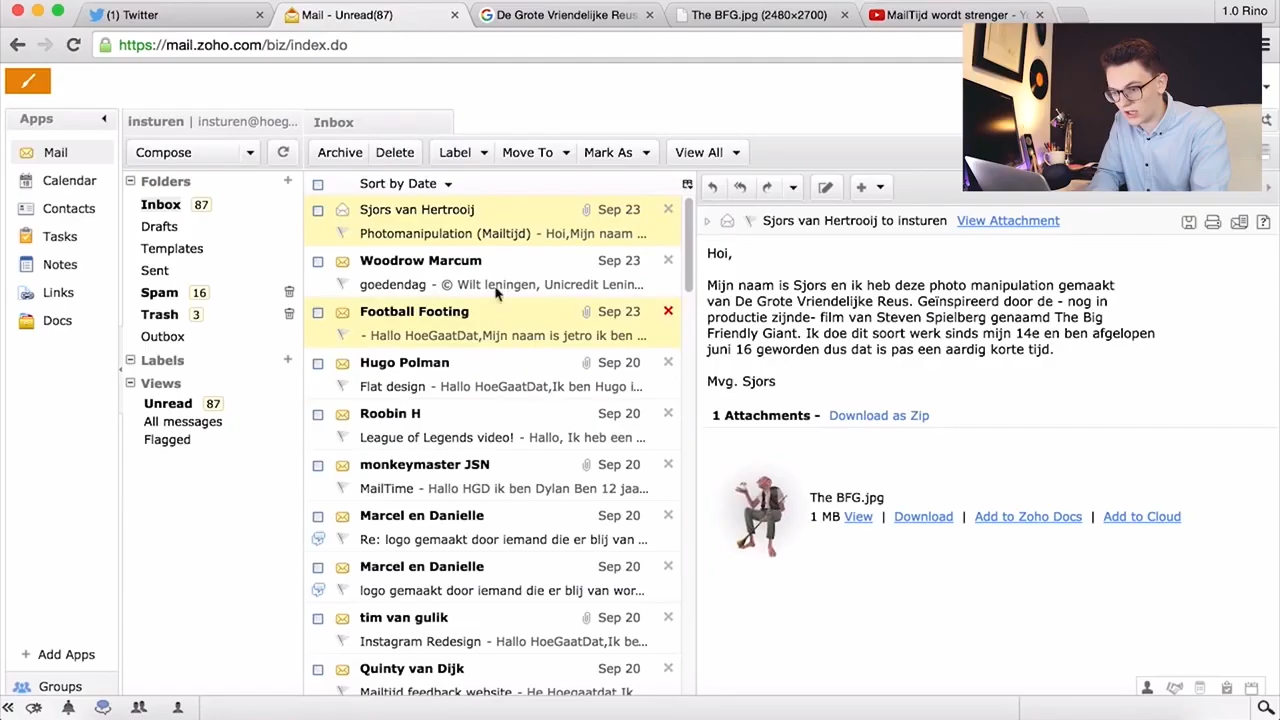 (1) Twitter
Mail - Unread(87)
De Grote Vriendelijke Reus
The BFG.jpg (2480×2700)
MailTijd wordt strenger - Yo
1.0 Rino
https://mail.zoho.com/biz/index.do
Apps
insturen | insturen@hoeg...
Inbox
Mail
Compose
Archive
Delete
Label
Move To
Mark As
View All
Calendar
Contacts
Tasks
Notes
Links
Docs
Folders
Inbox 87
Drafts
Templates
Sent
Spam 16
Trash 3
Outbox
Labels
Views
Unread 87
All messages
Flagged
Sort by Date
Sjors van Hertrooij Sep 23
Photomanipulation (Mailtijd) - Hoi,Mijn naam ...
Woodrow Marcum Sep 23
goedendag - © Wilt leningen, Unicredit Lenin...
Football Footing Sep 23
- Hallo HoeGaatDat,Mijn naam is jetro ik ben ...
Hugo Polman Sep 20
Flat design - Hallo HoeGaatDat,Ik ben Hugo i...
Roobin H Sep 20
League of Legends video! - Hallo, Ik heb een ...
monkeymaster JSN Sep 20
MailTime - Hallo HGD ik ben Dylan Ben 12 jaa...
Marcel en Danielle Sep 20
Re: logo gemaakt door iemand die er blij van ...
Marcel en Danielle Sep 20
logo gemaakt door iemand die er blij van wor...
tim van gulik Sep 20
Instagram Redesign - Hallo HoeGaatDat,Ik be...
Quinty van Dijk Sep 20
Mailtijd feedback website - He Hoegaatdat Ik
Sjors van Hertrooij to insturen View Attachment
Hoi,
Mijn naam is Sjors en ik heb deze photo manipulation gemaakt
van De Grote Vriendelijke Reus. Geïnspireerd door de - nog in
productie zijnde- film van Steven Spielberg genaamd The Big
Friendly Giant. Ik doe dit soort werk sinds mijn 14e en ben afgelopen
juni 16 geworden dus dat is pas een aardig korte tijd.
Mvg. Sjors
1 Attachments - Download as Zip
The BFG.jpg
1 MB View | Download | Add to Zoho Docs | Add to Cloud
+ Add Apps
Groups